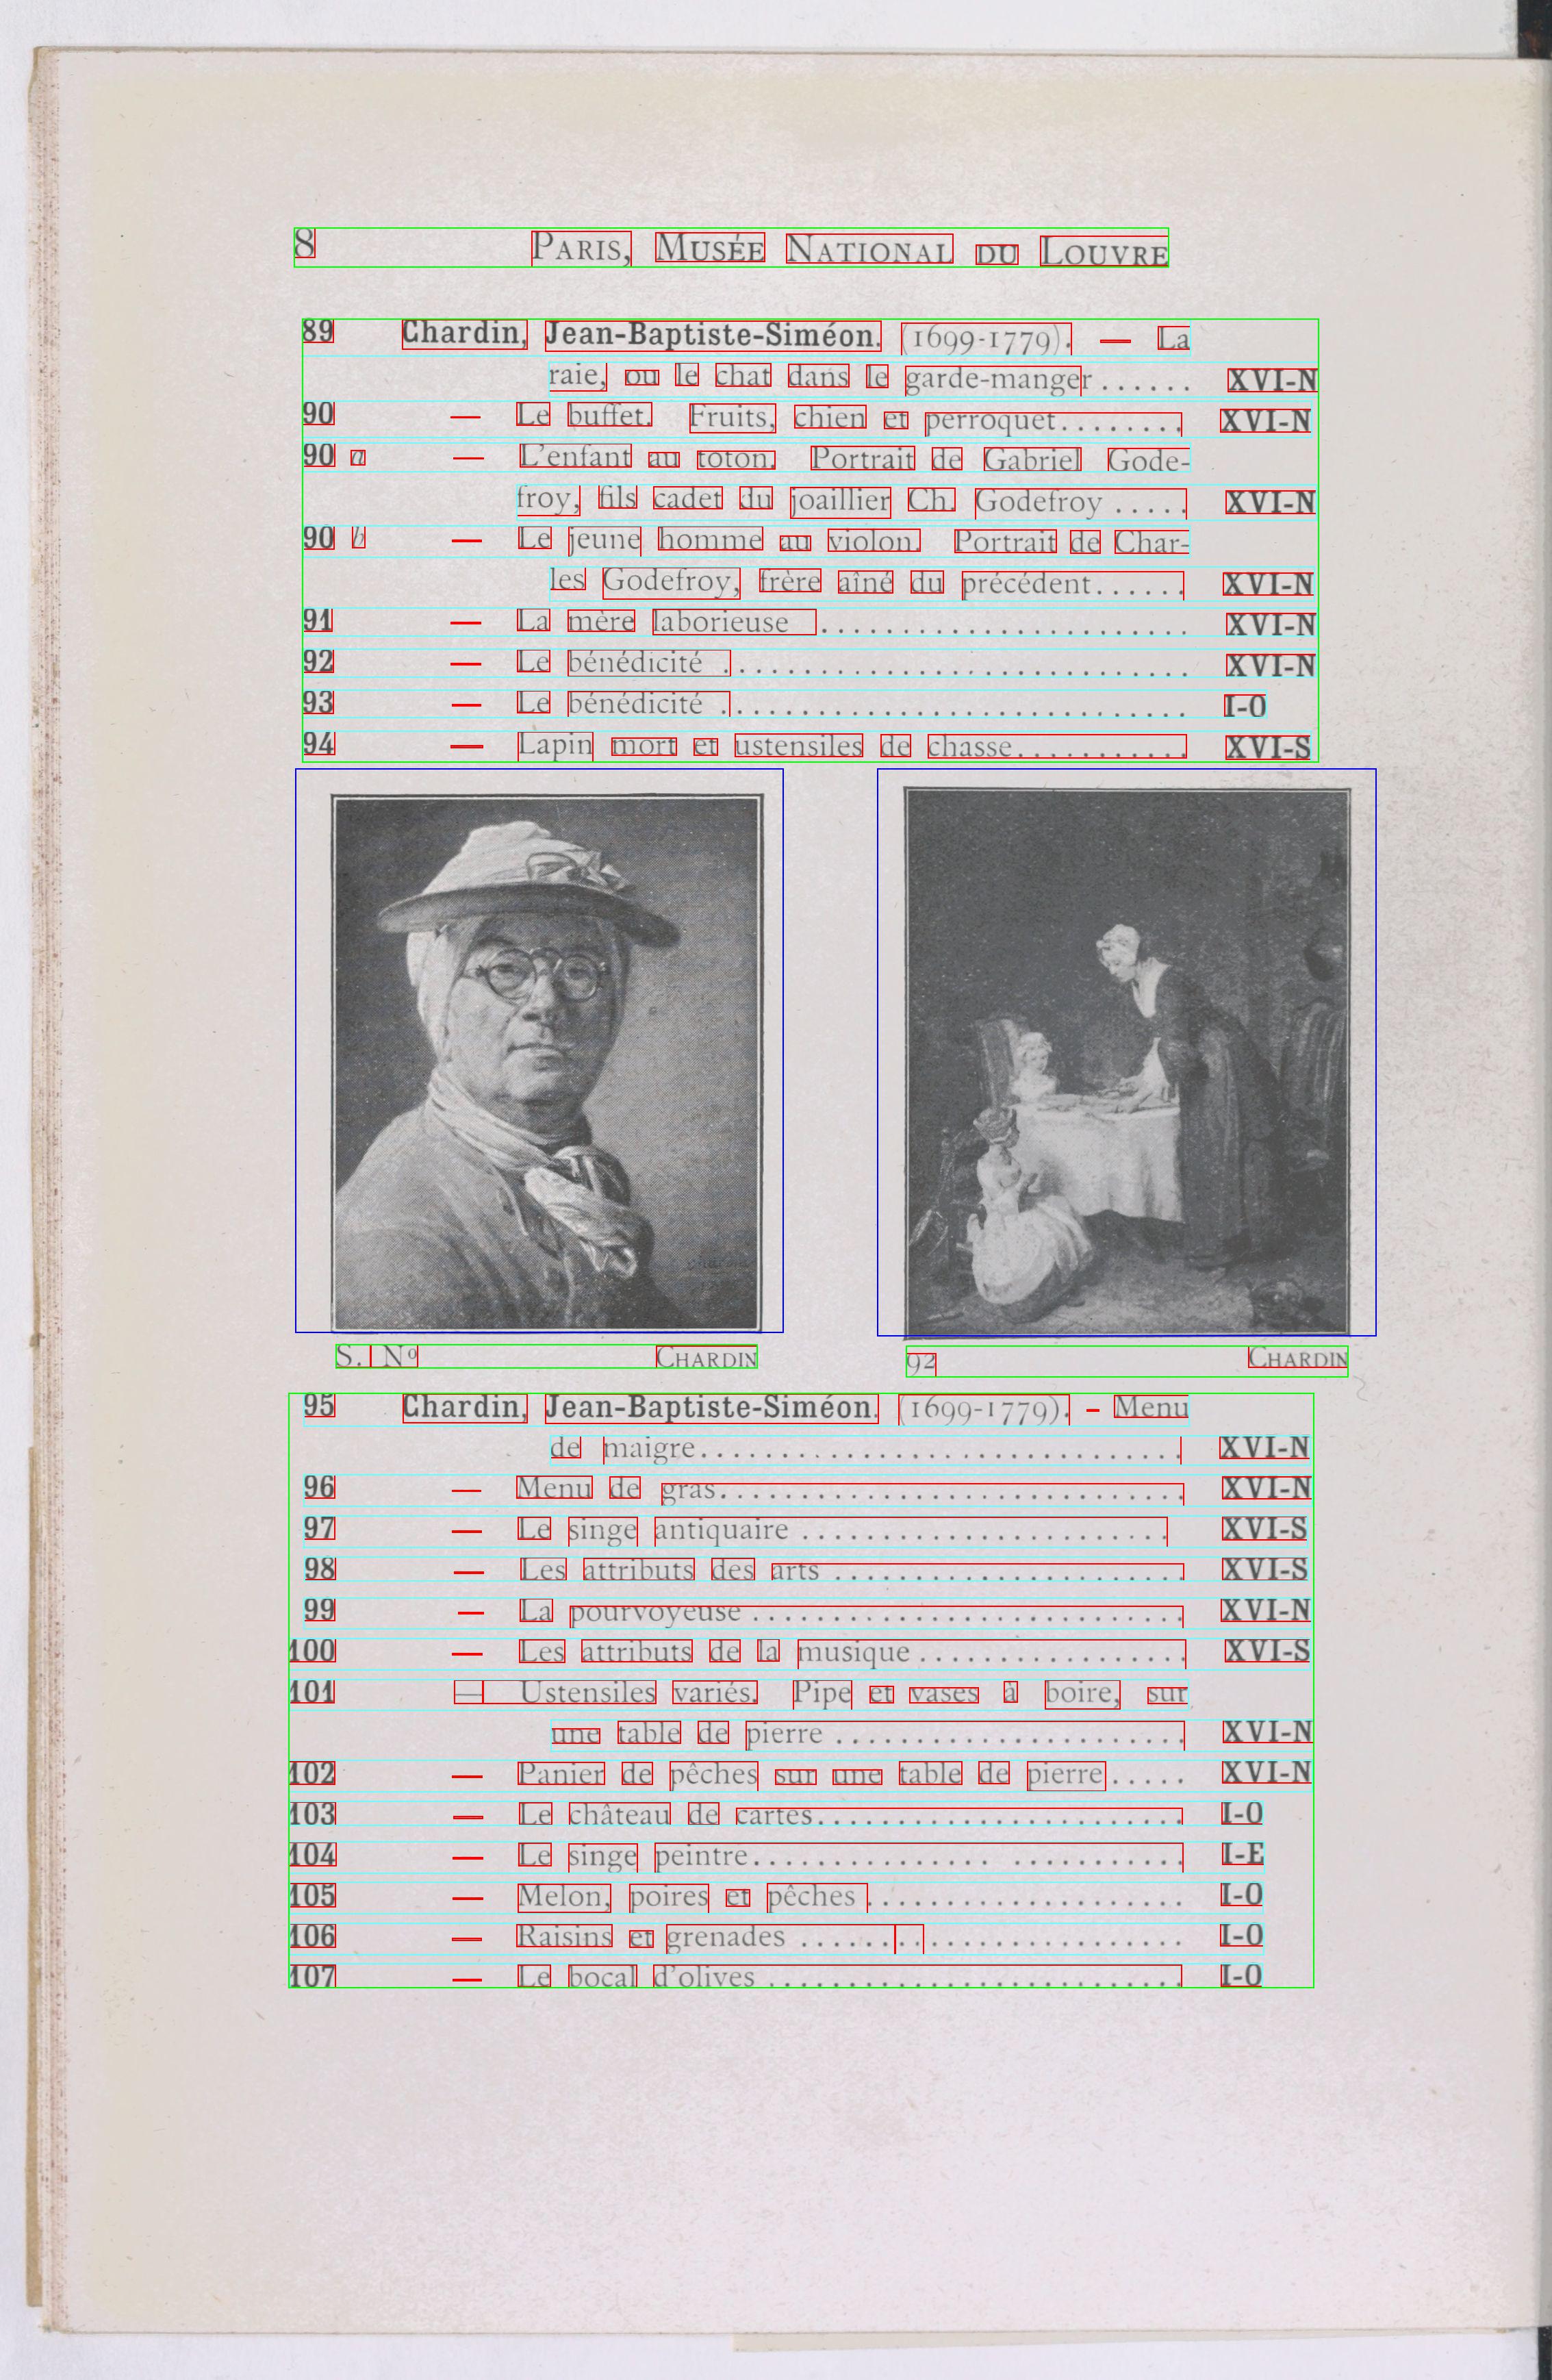 8 PARIS, MUSÉE NATIONAL DU LOUVRE
89 Chardin, Jean-Baptiste-Siméon. (1699-1779). — La
raie, ou le chat dans le garde-manger ...... XVI-N
90 — Le buffet. Fruits, chien et perroquet........ XVI-N
90 a — L'enfant au toton. Portrait de Gabriel Gode-
froy, fils cadet du joaillier Ch. Godefroy ..... XVI-N
90 b — Le jeune homme au violon. Portrait de Char-
les Godefroy, frère aîné du précédent...... XVI-N
91 — La mère laborieuse ........................ XVI-N
92 — Le bénédicité ............................. XVI-N
93 — Le bénédicité ............................. I-O
94 — Lapin mort et ustensiles de chasse........... XVI-S
S. Nº CHARDIN
92 CHARDIN
95 Chardin, Jean-Baptiste-Siméon. (1699-1779). – Menu
de maigre.............................. XVI-N
96 — Menu de gras............................. XVI-N
97 — Le singe antiquaire ....................... XVI-S
98 — Les attributs des arts ...................... XVI-S
99 — La pourvoyeuse ........................... XVI-N
100 — Les attributs de la musique ................. XVI-S
101 — Ustensiles variés. Pipe et vases à boire, sur
une table de pierre ...................... XVI-N
102 — Panier de pêches sur une table de pierre..... XVI-N
103 — Le château de cartes....................... I-O
104 — Le singe peintre.......................... I-E
105 — Melon, poires et pêches .................... I-O
106 — Raisins et grenades ........................ I-O
107 — Le bocal d'olives .......................... I-O